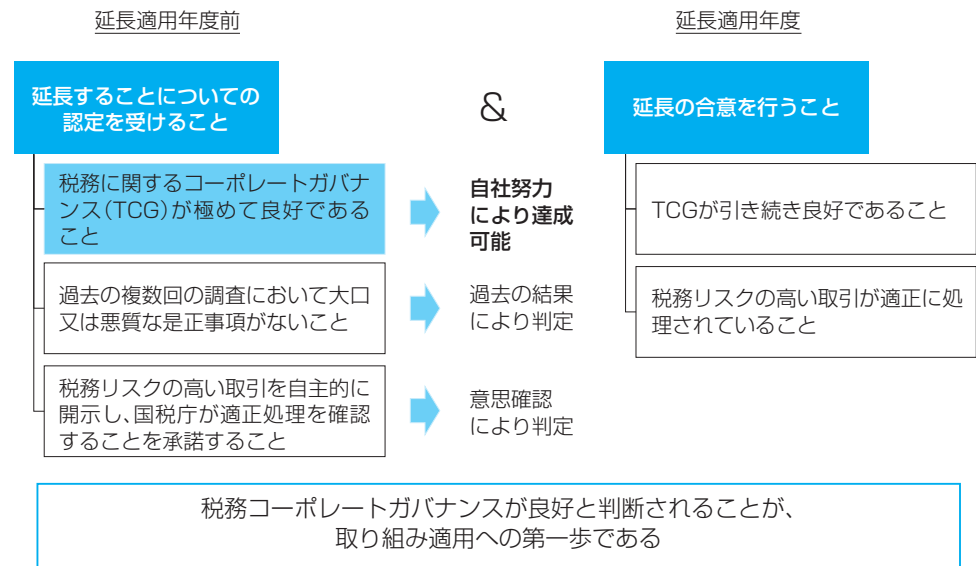 延長適用年度前
延長適用年度
延長することについての
認定を受けること
&
延長の合意を行うこと
税務に関するコーポレートガバナ
ンス(TCG)が極めて良好である
こと
自社努力
により達成
可能
TCGが引き続き良好であること
過去の複数回の調査において大口
又は悪質な是正事項がないこと
過去の結果
により判定
税務リスクの高い取引が適正に処
理されていること
税務リスクの高い取引を自主的に
開示し、国税庁が適正処理を確認
することを承諾すること
意思確認
により判定
税務コーポレートガバナンスが良好と判断されることが、
取り組み適用への第一歩である